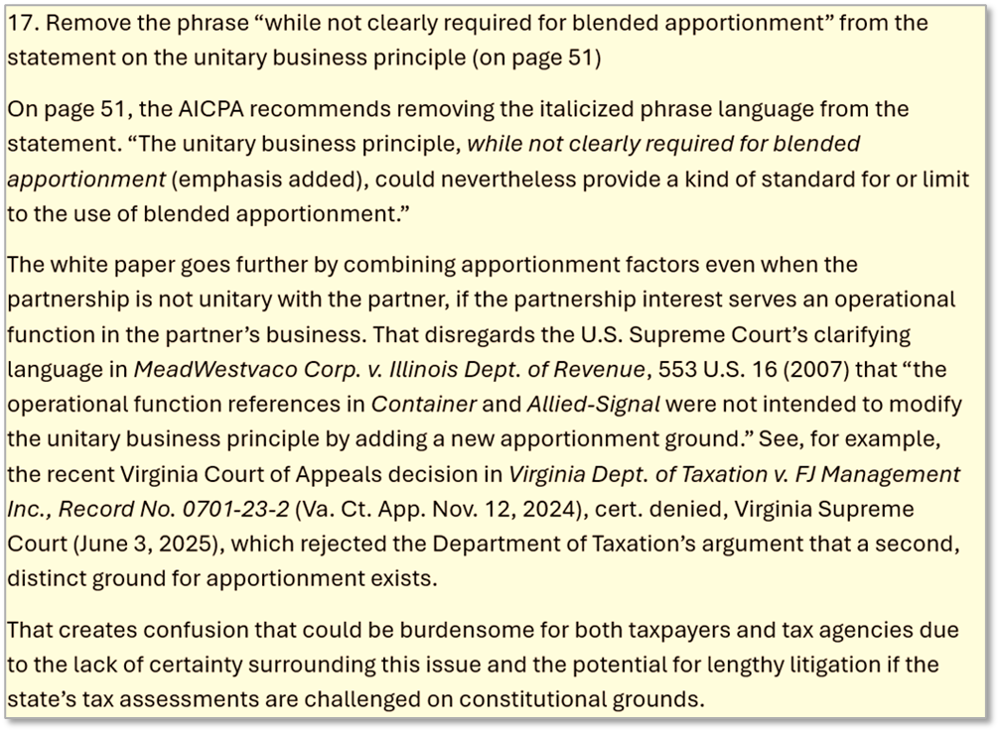 17. Remove the phrase “while not clearly required for blended apportionment” from the
statement on the unitary business principle (on page 51)
On page 51, the AICPA recommends removing the italicized phrase language from the
statement. “The unitary business principle, while not clearly required for blended
apportionment (emphasis added), could nevertheless provide a kind of standard for or limit
to the use of blended apportionment.”
The white paper goes further by combining apportionment factors even when the
partnership is not unitary with the partner, if the partnership interest serves an operational
function in the partner’s business. That disregards the U.S. Supreme Court’s clarifying
language in MeadWestvaco Corp. v. Illinois Dept. of Revenue, 553 U.S. 16 (2007) that “the
operational function references in Container and Allied-Signal were not intended to modify
the unitary business principle by adding a new apportionment ground.” See, for example,
the recent Virginia Court of Appeals decision in Virginia Dept. of Taxation v. FJ Management
Inc., Record No. 0701-23-2 (Va. Ct. App. Nov. 12, 2024), cert. denied, Virginia Supreme
Court (June 3, 2025), which rejected the Department of Taxation’s argument that a second,
distinct ground for apportionment exists.
That creates confusion that could be burdensome for both taxpayers and tax agencies due
to the lack of certainty surrounding this issue and the potential for lengthy litigation if the
state’s tax assessments are challenged on constitutional grounds.